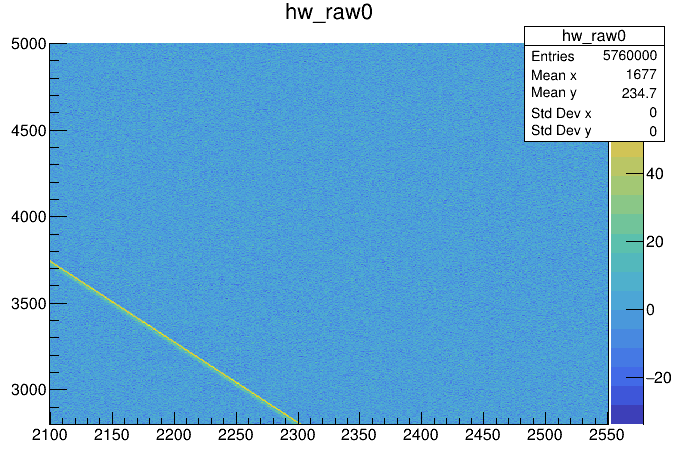 hw_raw0
hw_raw0
Entries 5760000
Mean x 1677
Mean y 234.7
Std Dev x 0
Std Dev y 0
5000
4500
4000
3500
3000
40
20
0
−20
2100 2150 2200 2250 2300 2350 2400 2450 2500 2550